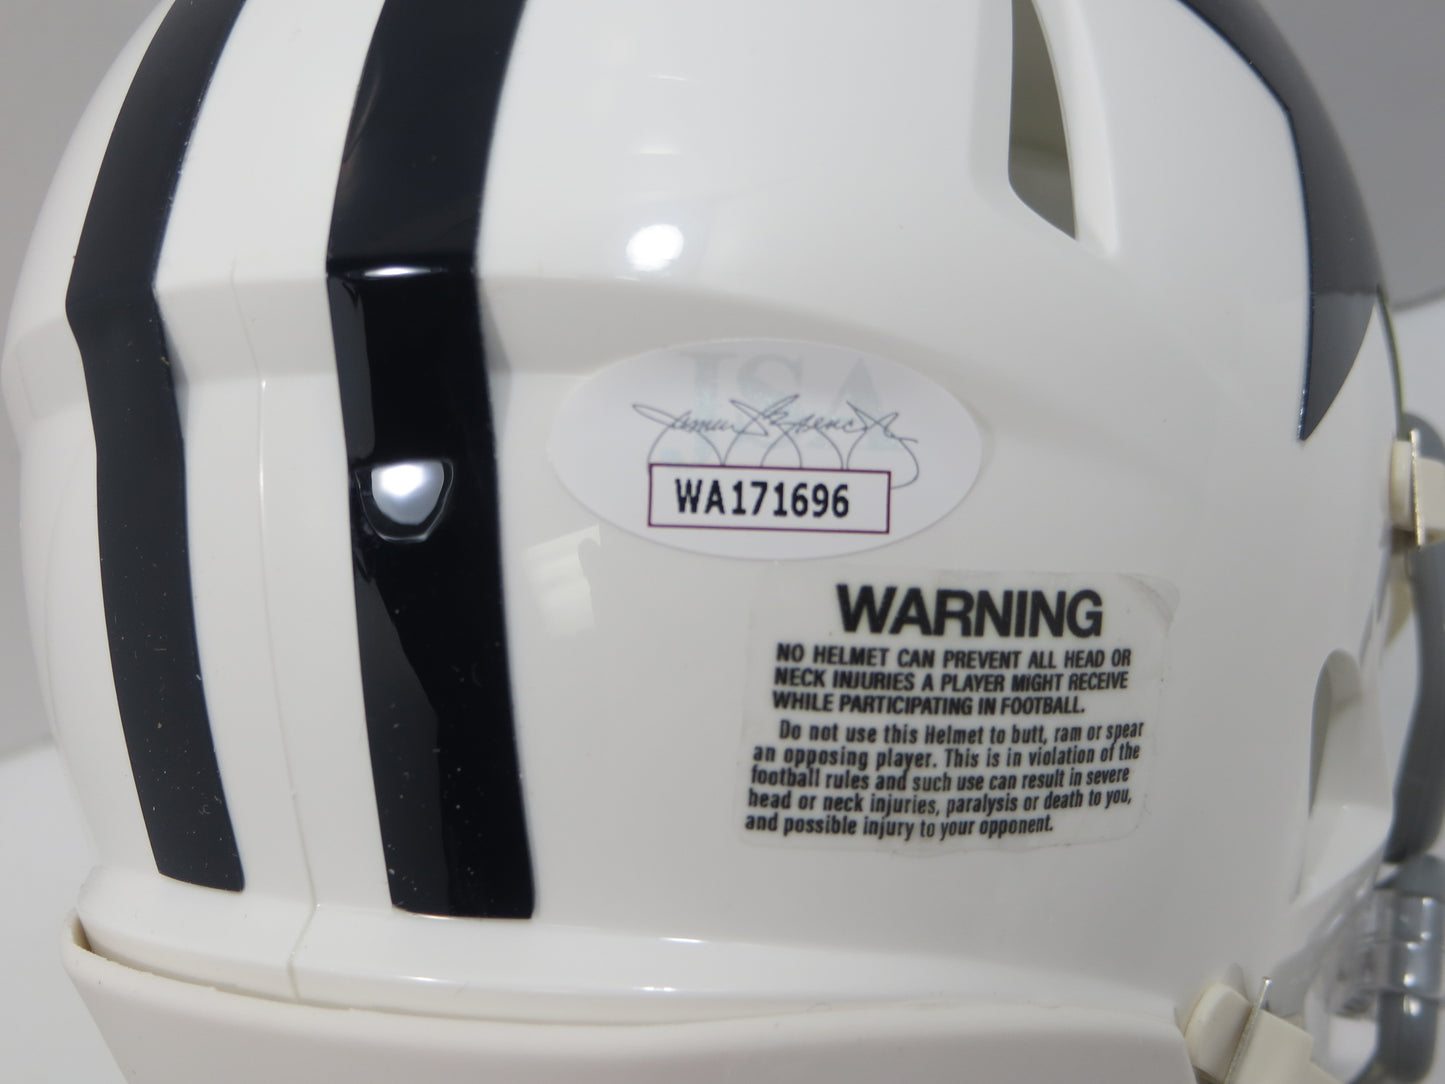 JSA
James Spence Jr
WA171696
WARNING
NO HELMET CAN PREVENT ALL HEAD OR
NECK INJURIES A PLAYER MIGHT RECEIVE
WHILE PARTICIPATING IN FOOTBALL.
Do not use this Helmet to butt, ram or spear
an opposing player. This is in violation of the
football rules and such use can result in severe
head or neck injuries, paralysis or death to you,
and possible injury to your opponent.